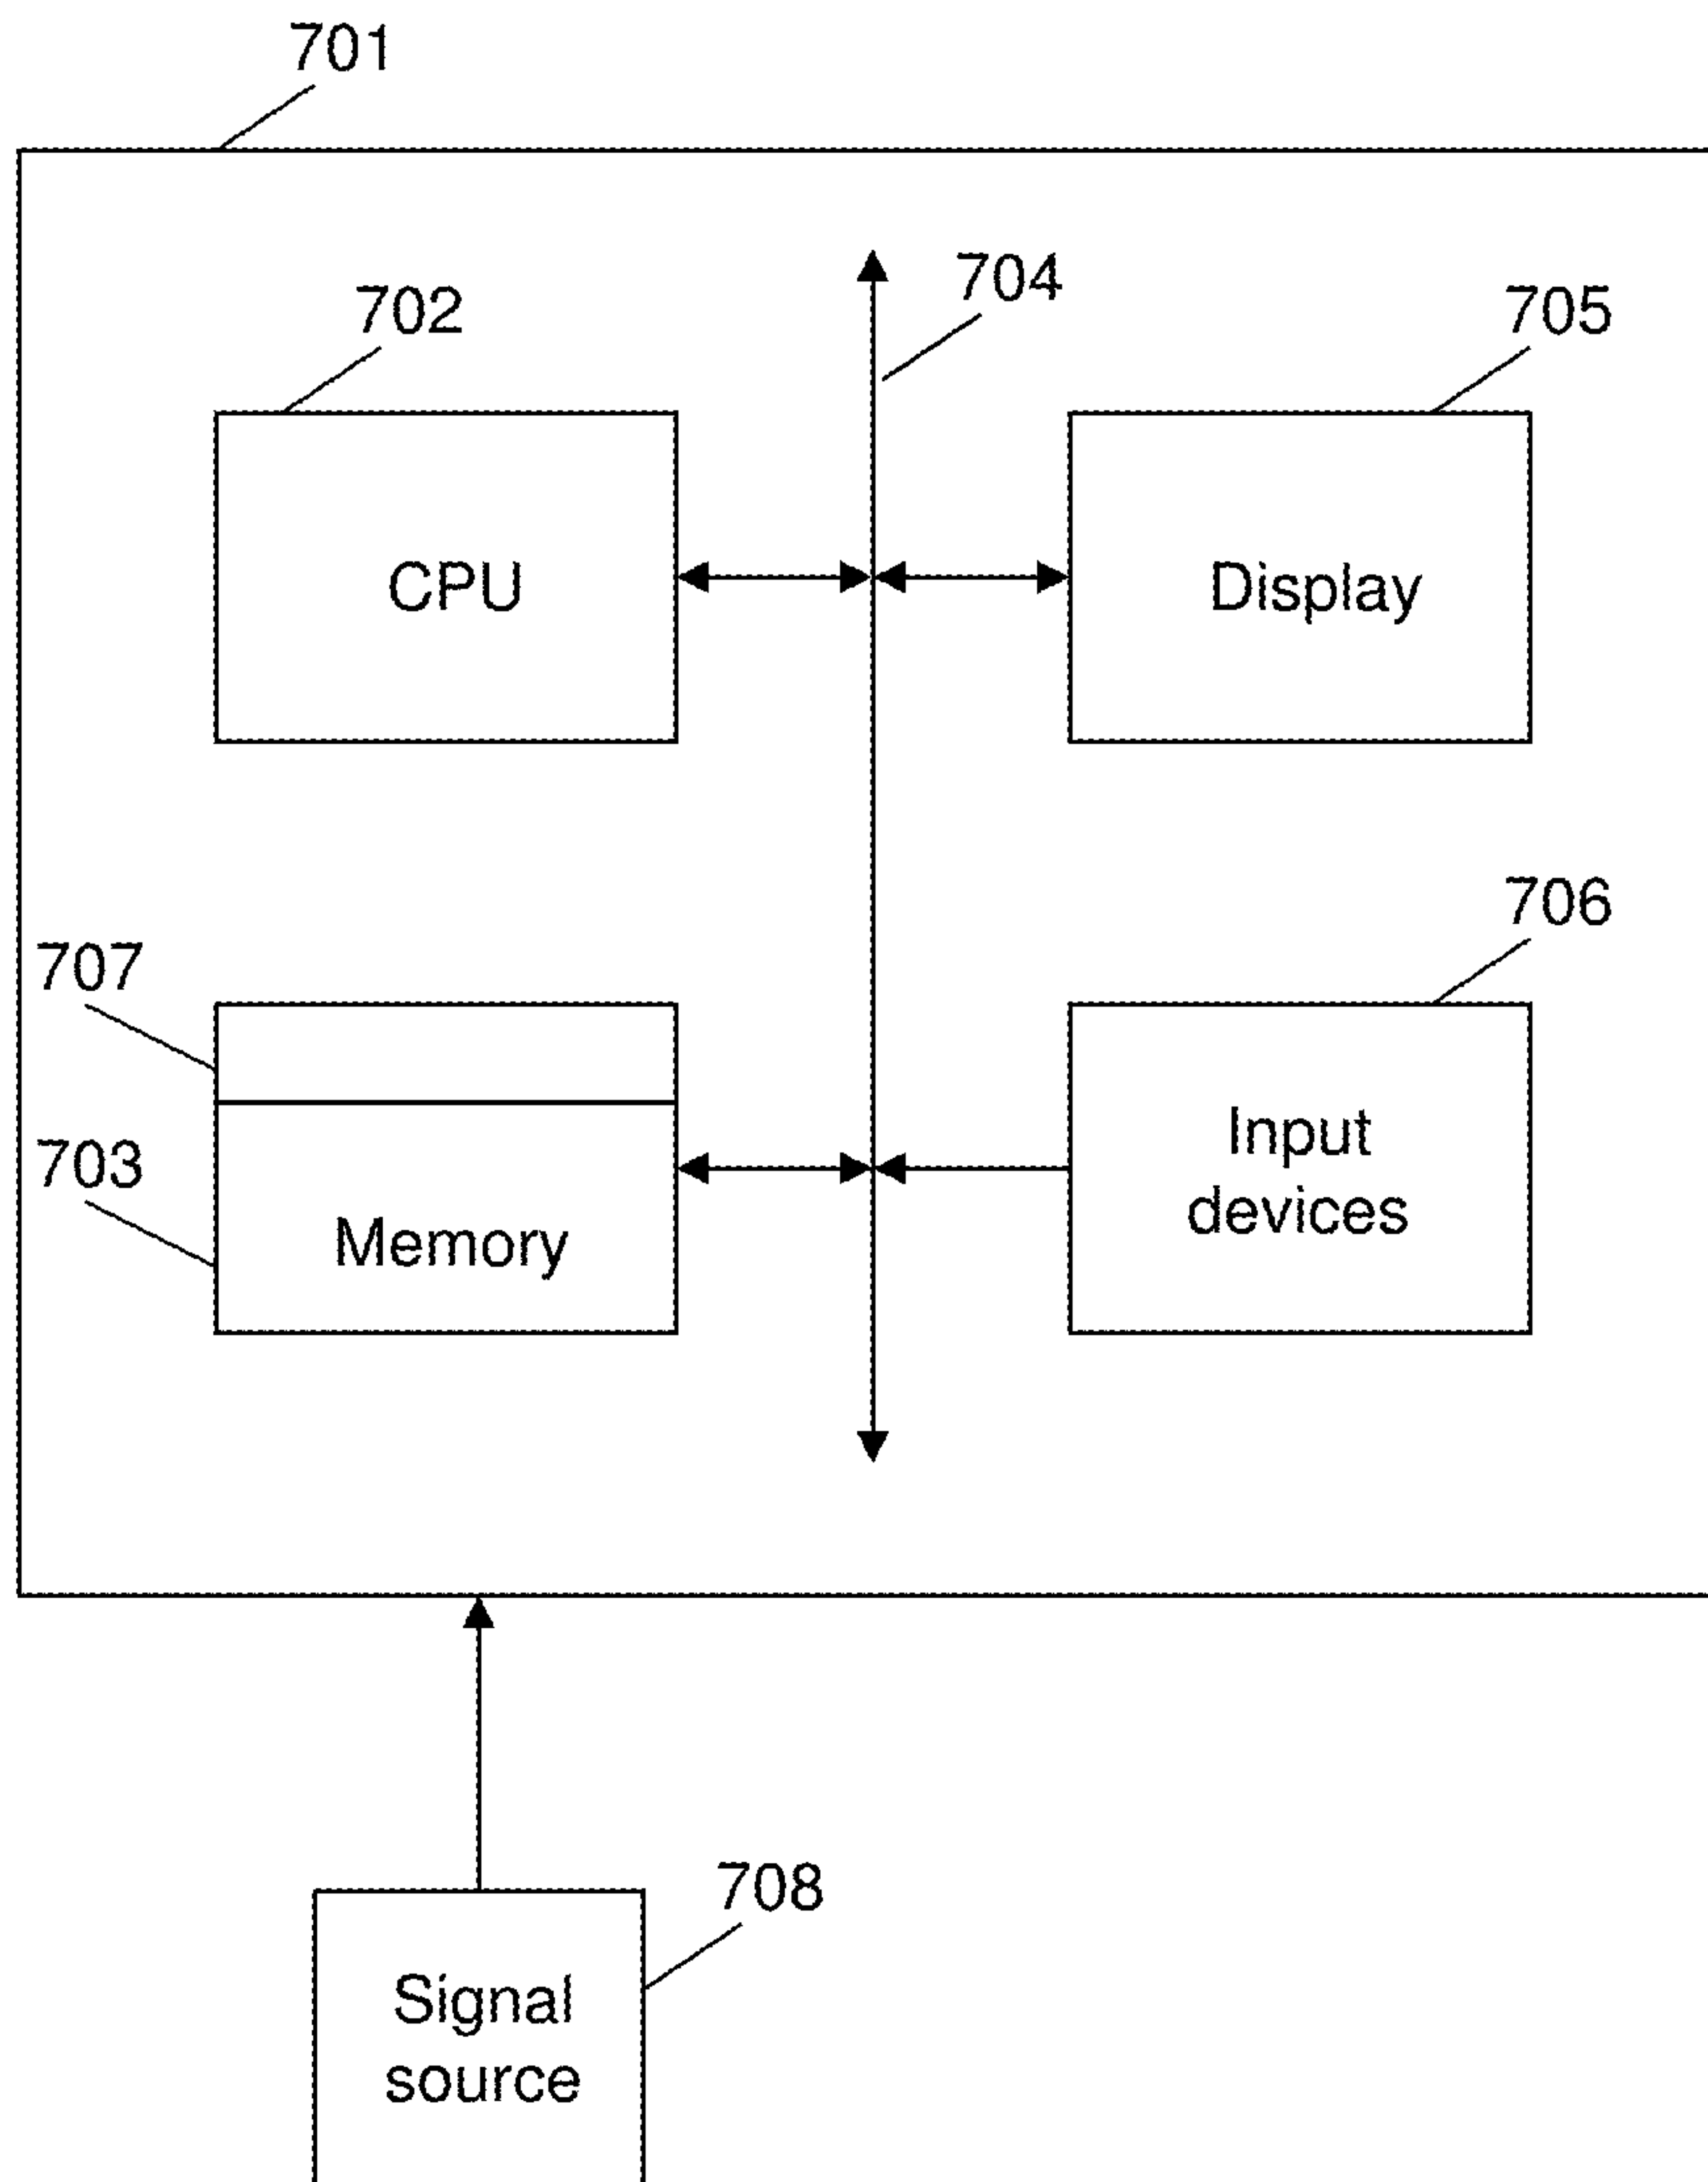 701
702
704
705
CPU
Display
707
706
703
Memory
Input
devices
708
Signal
source